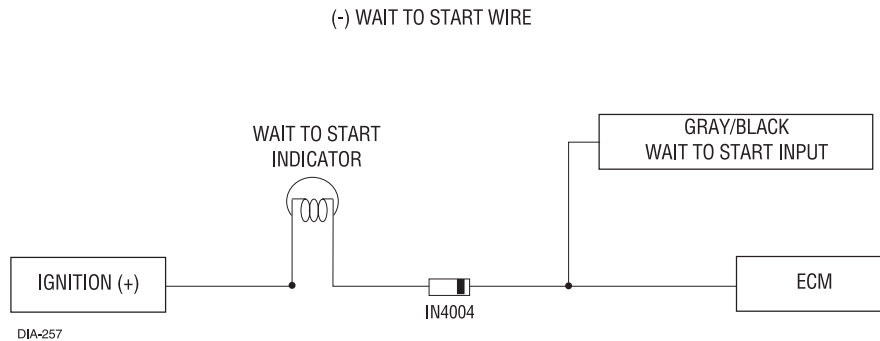 (-) WAIT TO START WIRE
WAIT TO START
INDICATOR
GRAY/BLACK
WAIT TO START INPUT
IGNITION (+)
IN4004
ECM
DIA-257